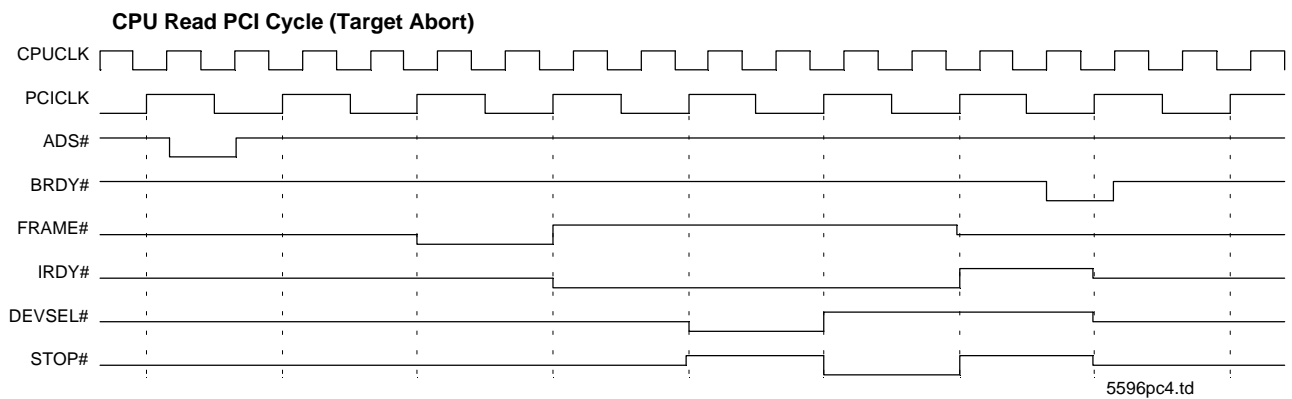 CPU Read PCI Cycle (Target Abort)
CPUCLK
PCICLK
ADS#
BRDY#
FRAME#
IRDY#
DEVSEL#
STOP#
5596pc4.td